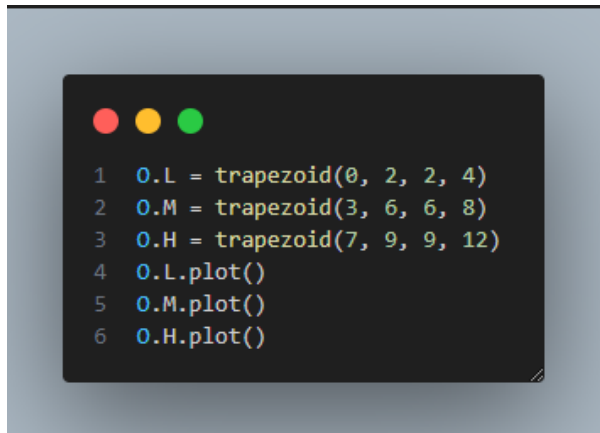 1 O.L = trapezoid(0, 2, 2, 4)
2 O.M = trapezoid(3, 6, 6, 8)
3 O.H = trapezoid(7, 9, 9, 12)
4 O.L.plot()
5 O.M.plot()
6 O.H.plot()